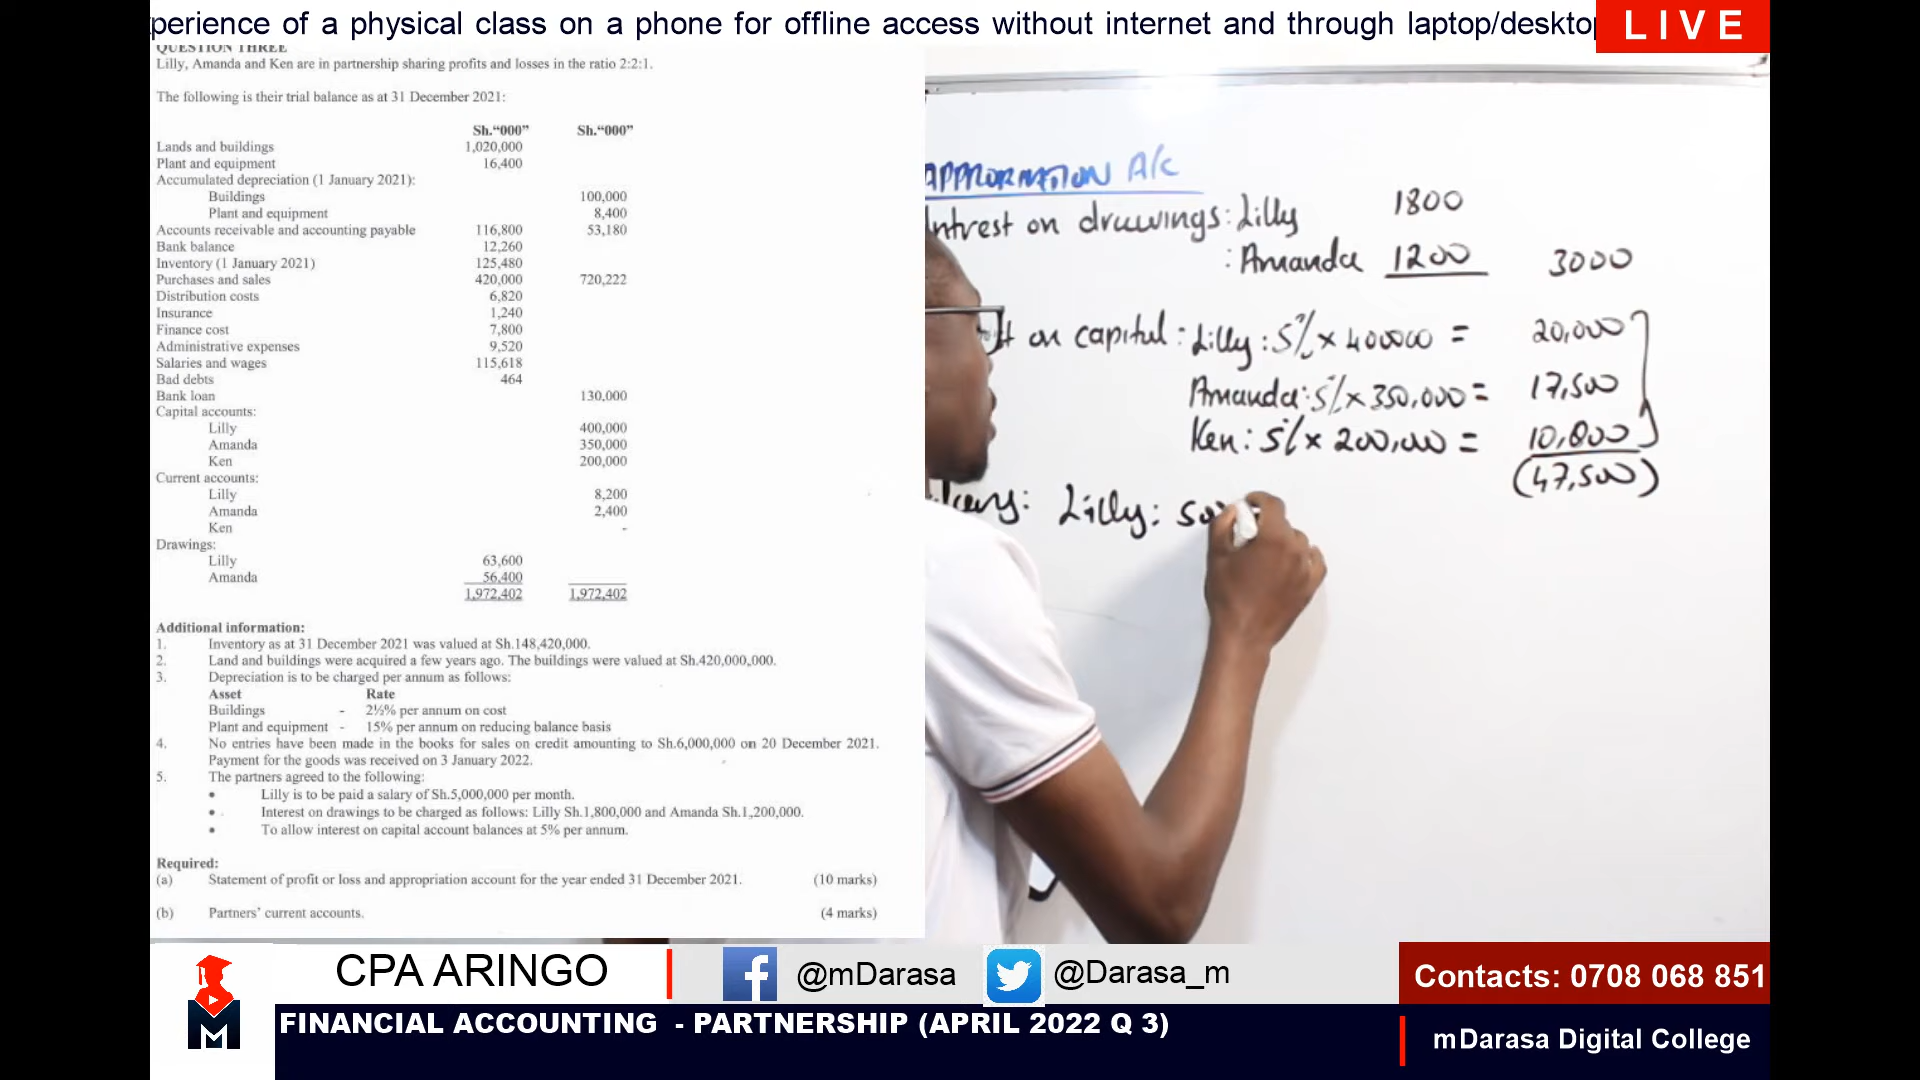 xperience of a physical class on a phone for offline access without internet and through laptop/deskto
LIVE
QUESTION THREE
Lilly, Amanda and Ken are in partnership sharing profits and losses in the ratio 2:2:1.
The following is their trial balance as at 31 December 2021:
Sh."000" Sh."000"
Lands and buildings 1,020,000
Plant and equipment 16,400
Accumulated depreciation (1 January 2021):
Buildings 100,000
Plant and equipment 8,400
Accounts receivable and accounting payable 116,800 53,180
Bank balance 12,260
Inventory (1 January 2021) 125,480
Purchases and sales 420,000 720,222
Distribution costs 6,820
Insurance 1,240
Finance cost 7,800
Administrative expenses 9,520
Salaries and wages 115,618
Bad debts 464
Bank loan 130,000
Capital accounts:
Lilly 400,000
Amanda 350,000
Ken 200,000
Current accounts:
Lilly 8,200
Amanda 2,400
Ken -
Drawings:
Lilly 63,600
Amanda 56,400
1,972,402 1,972,402
Additional information:
1. Inventory as at 31 December 2021 was valued at Sh.148,420,000.
2. Land and buildings were acquired a few years ago. The buildings were valued at Sh.420,000,000.
3. Depreciation is to be charged per annum as follows:
Asset Rate
Buildings - 2½% per annum on cost
Plant and equipment - 15% per annum on reducing balance basis
4. No entries have been made in the books for sales on credit amounting to Sh.6,000,000 on 20 December 2021.
Payment for the goods was received on 3 January 2022.
5. The partners agreed to the following:
• Lilly is to be paid a salary of Sh.5,000,000 per month.
• Interest on drawings to be charged as follows: Lilly Sh.1,800,000 and Amanda Sh.1,200,000.
• To allow interest on capital account balances at 5% per annum.
Required:
(a) Statement of profit or loss and appropriation account for the year ended 31 December 2021. (10 marks)
(b) Partners' current accounts. (4 marks)
A/c
Intrest on drawings: Lilly 1800
: Amanda 1200 3000
on capital: Lilly: 5% x 400000 = 20,000
Amanda: 5% x 350,000 = 17,500
Ken: 5% x 200,000 = 10,000
(47,500)
Lilly:
CPA ARINGO
@mDarasa
@Darasa_m
Contacts: 0708 068 851
M
FINANCIAL ACCOUNTING - PARTNERSHIP (APRIL 2022 Q 3)
mDarasa Digital College